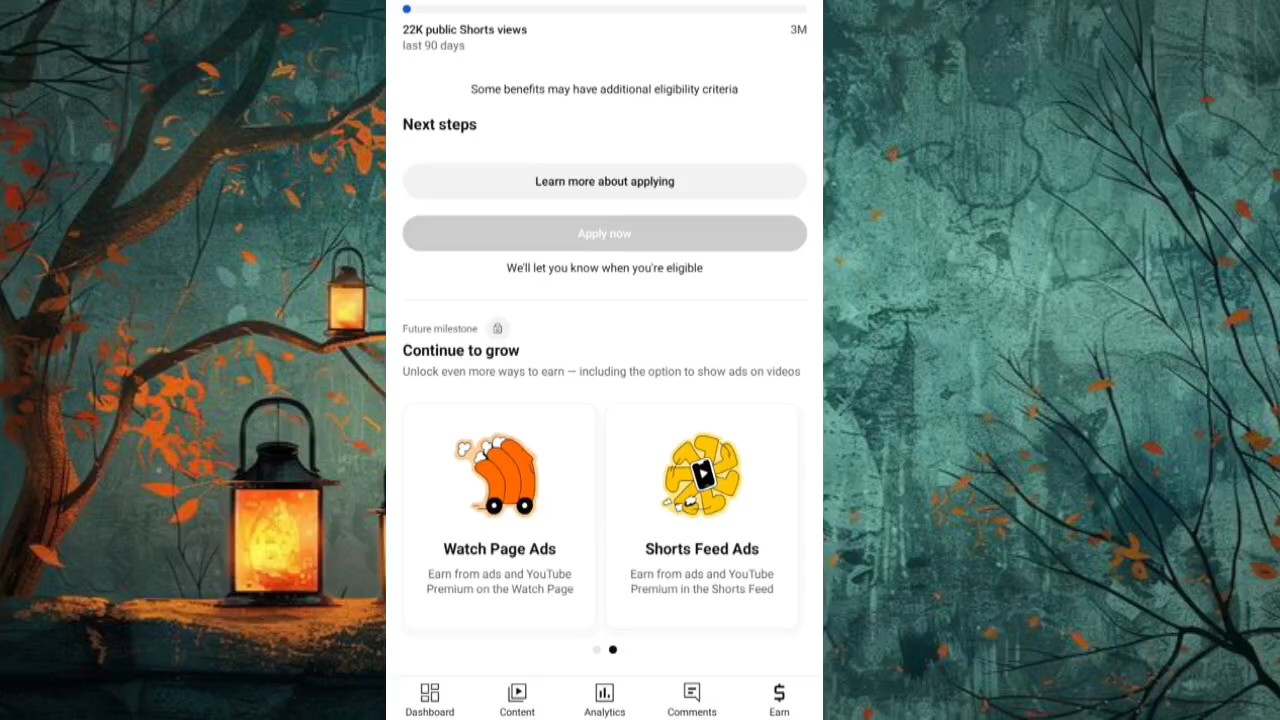 22K public Shorts views 3M
last 90 days
Some benefits may have additional eligibility criteria
Next steps
Learn more about applying
Apply now
We'll let you know when you're eligible
Future milestone
Continue to grow
Unlock even more ways to earn — including the option to show ads on videos
Watch Page Ads
Earn from ads and YouTube
Premium on the Watch Page
Shorts Feed Ads
Earn from ads and YouTube
Premium in the Shorts Feed
Dashboard Content Analytics Comments Earn